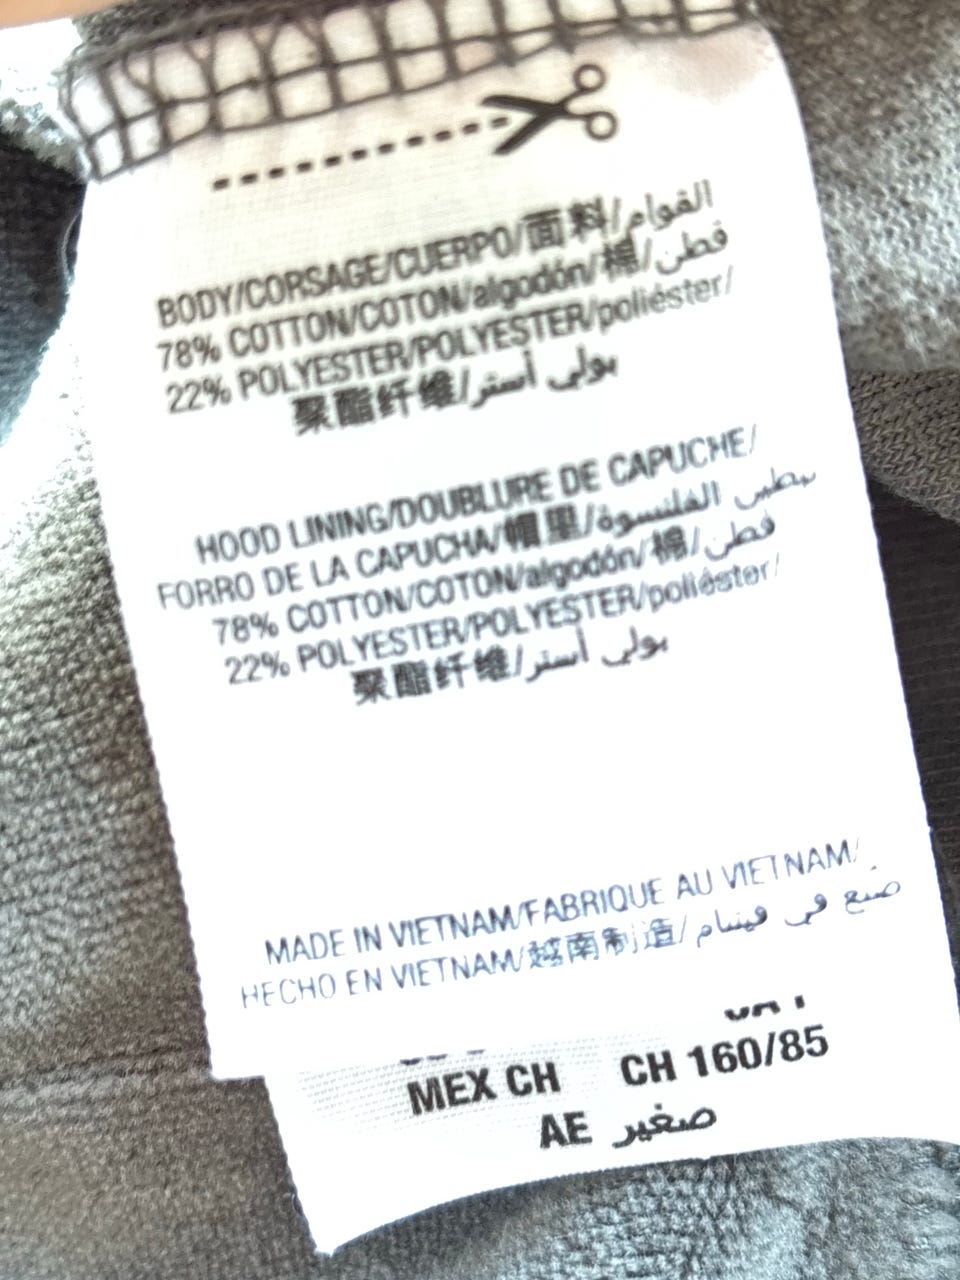 BODY/CORSAGE/CUERPO/面料/القوام
78% COTTON/COTON/algodón/棉/قطن
22% POLYESTER/POLYESTER/poliéster/
聚酯纤维/بولي أستر
HOOD LINING/DOUBLURE DE CAPUCHE/
FORRO DE LA CAPUCHA/帽里/بطين القلنسوة
78% COTTON/COTON/algodón/棉/قطن
22% POLYESTER/POLYESTER/poliéster/
聚酯纤维/بولي أستر
MADE IN VIETNAM/FABRIQUE AU VIETNAM/
HECHO EN VIETNAM/越南制造/صنع في فيتنام
MEX CH CH 160/85
AE صغير